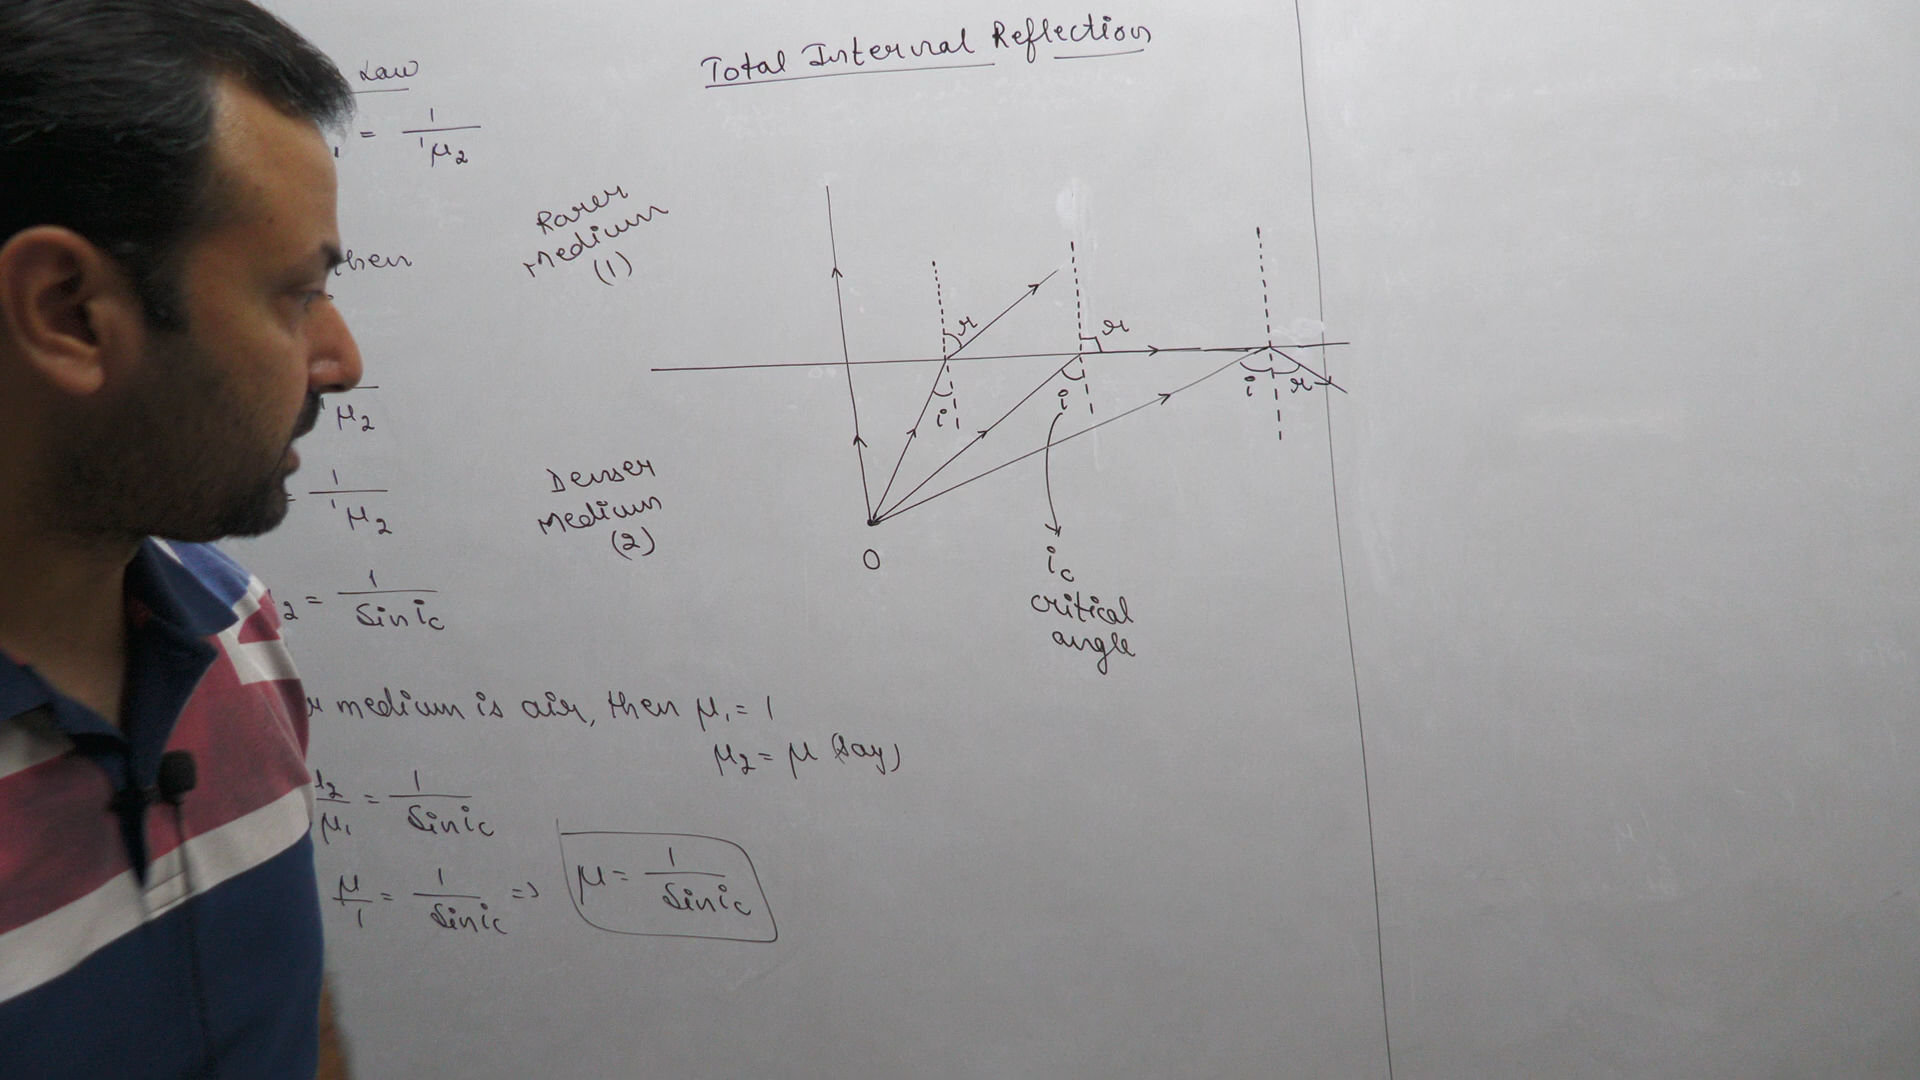 Total Internal Reflection
Law
= 1/¹μ₂
then
Rarer
Medium
(1)
r
r
i
i
i r
μ₂
= 1/¹μ₂
Denser
Medium
(2)
O
i_c
critical
angle
₂ = 1/Sin i_c
medium is air, then μ₁ = 1
μ₂ = μ (say)
μ₂/μ₁ = 1/Sin i_c
μ/1 = 1/Sin i_c ⇒ μ = 1/Sin i_c